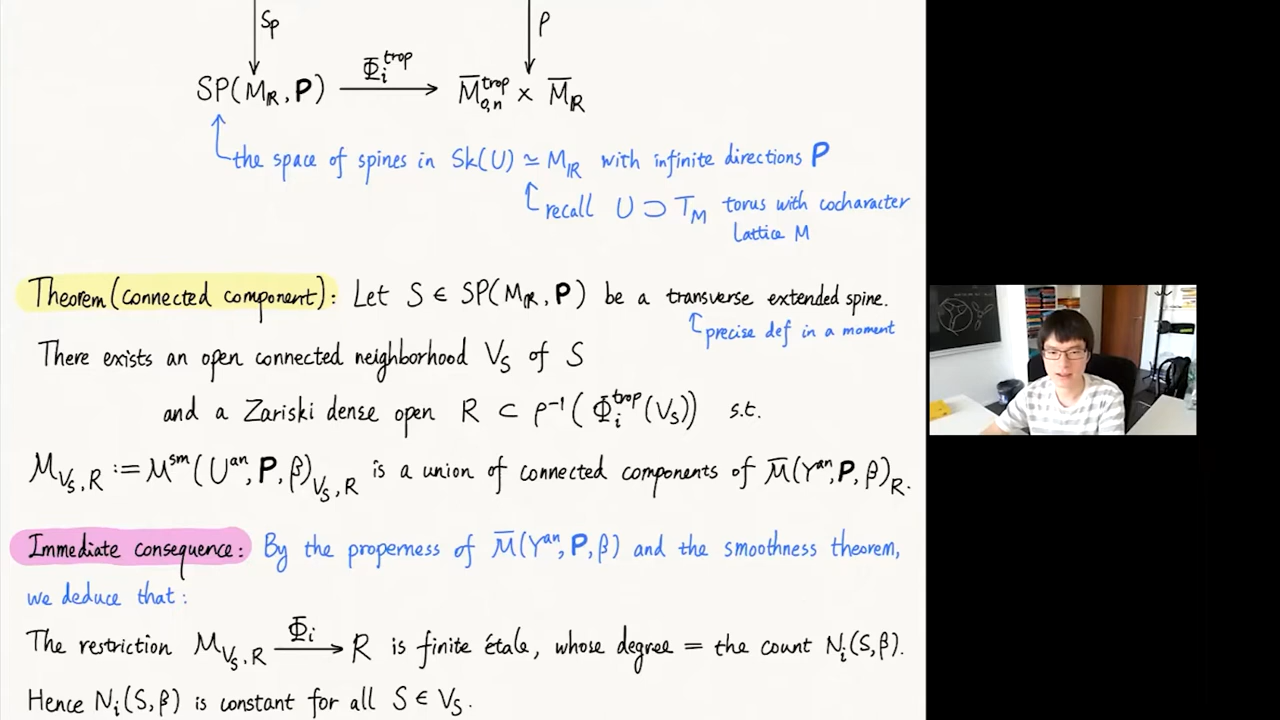 Sp ρ
SP(M_ℝ, P) —Φ_i^trop→ M̄_{0,n}^trop × M̄_ℝ
the space of spines in Sk(U) ≃ M_ℝ with infinite directions P
recall U ⊃ T_M torus with cocharacter
lattice M
Theorem (connected component): Let S ∈ SP(M_ℝ, P) be a transverse extended spine.
precise def in a moment
There exists an open connected neighborhood V_S of S
and a Zariski dense open R ⊂ ρ⁻¹(Φ_i^trop(V_S)) s.t.
M_{V_S,R} := M^sm(U^an, P, β)_{V_S,R} is a union of connected components of M̄(Y^an, P, β)_R.
Immediate consequence: By the properness of M̄(Y^an, P, β) and the smoothness theorem,
we deduce that:
The restriction M_{V_S,R} —Φ_i→ R is finite étale, whose degree = the count N_i(S,β).
Hence N_i(S,β) is constant for all S ∈ V_S.